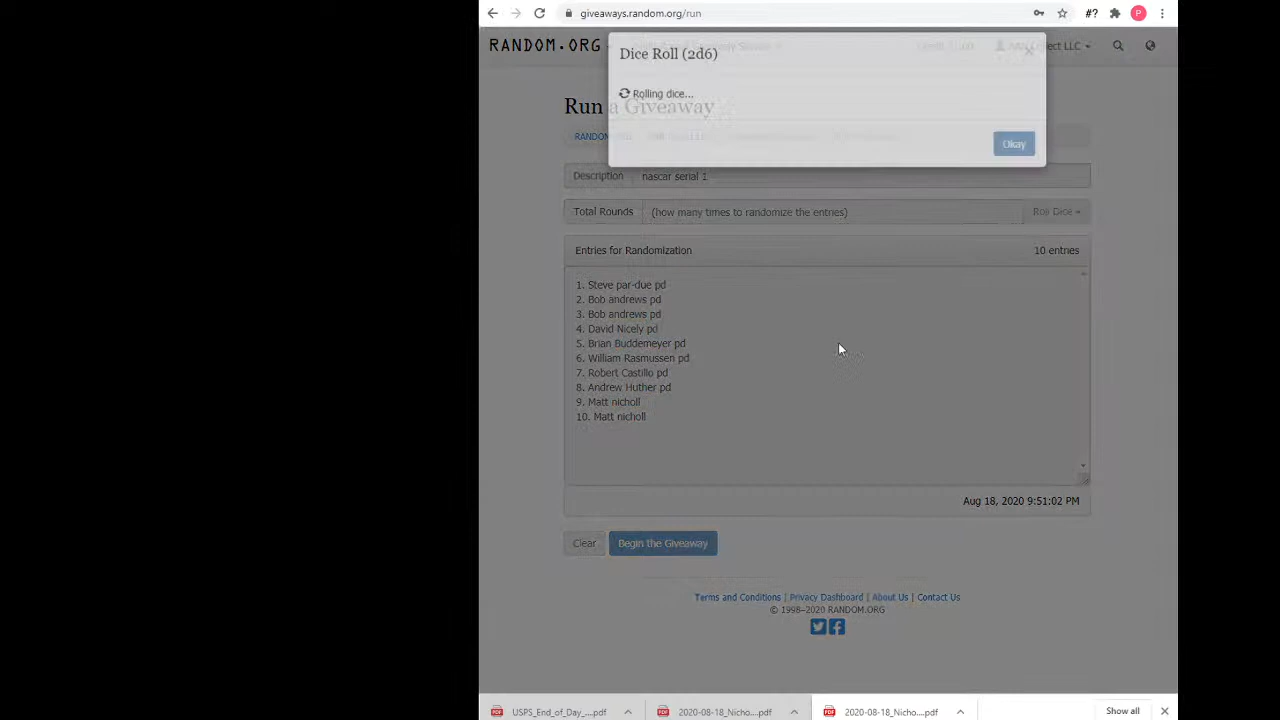 giveaways.random.org/run
#?
P
RANDOM.ORG
Dice Roll (2d6)
Rolling dice...
Okay
Run a Giveaway
Description nascar serial 1
Total Rounds (how many times to randomize the entries) Roll Dice
Entries for Randomization 10 entries
1. Steve par-due pd
2. Bob andrews pd
3. Bob andrews pd
4. David Nicely pd
5. Brian Buddemeyer pd
6. William Rasmussen pd
7. Robert Castillo pd
8. Andrew Huther pd
9. Matt nicholl
10. Matt nicholl
Aug 18, 2020 9:51:02 PM
Clear Begin the Giveaway
Terms and Conditions | Privacy Dashboard | About Us | Contact Us
© 1998–2020 RANDOM.ORG
USPS_End_of_Day_....pdf 2020-08-18_Nicho....pdf 2020-08-18_Nicho....pdf Show all